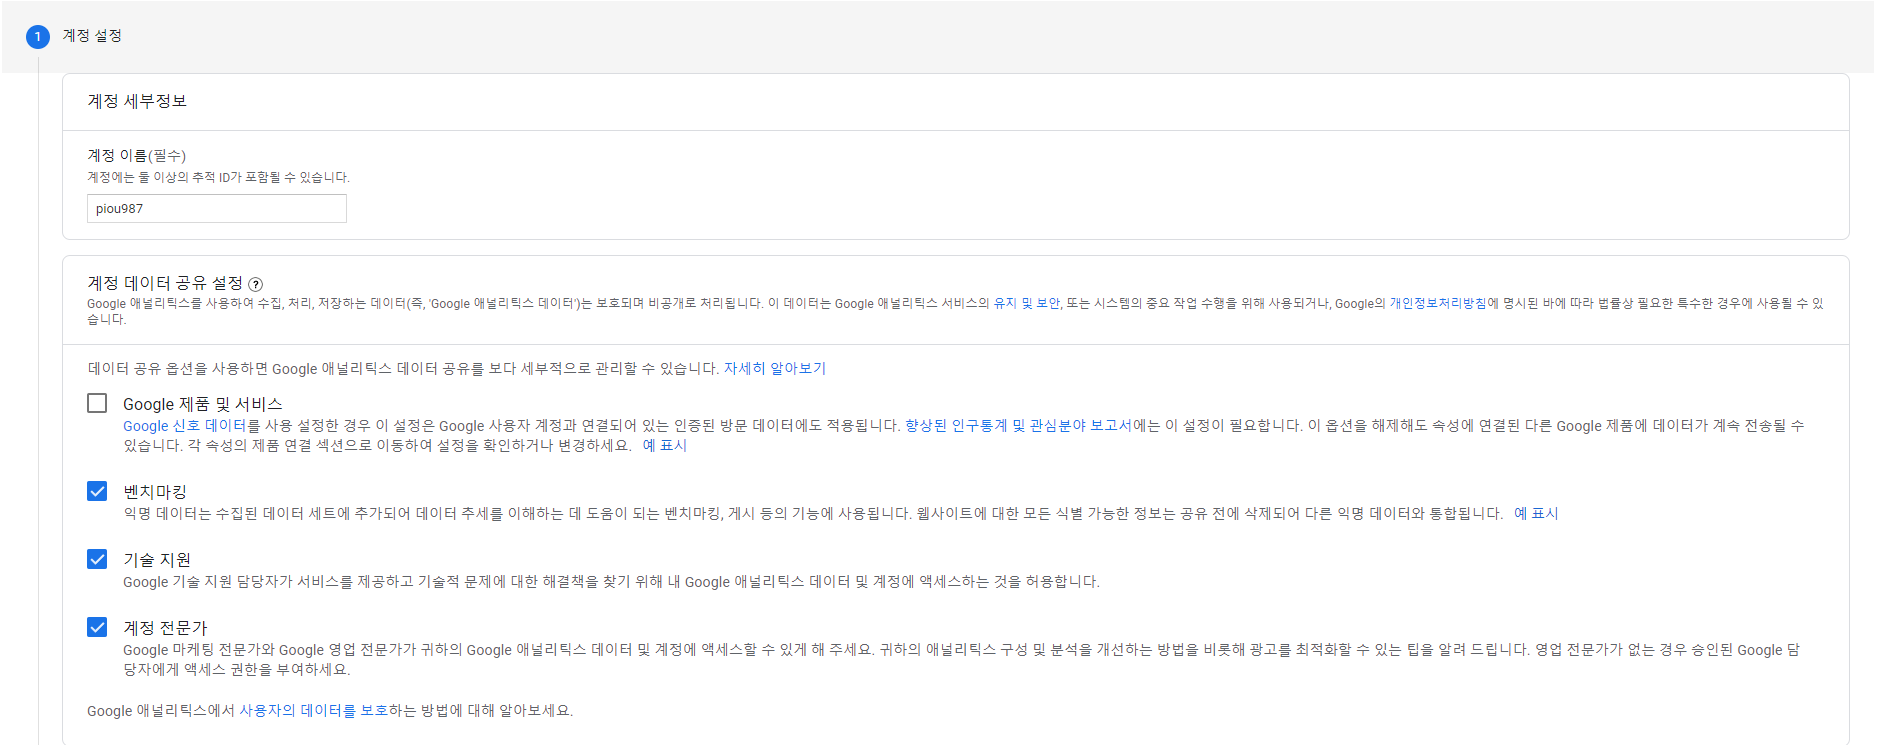 1 계정 설정
계정 세부정보
계정 이름(필수)
계정에는 둘 이상의 추적 ID가 포함될 수 있습니다.
piou987
계정 데이터 공유 설정 ?
Google 애널리틱스를 사용하여 수집, 처리, 저장하는 데이터(즉, 'Google 애널리틱스 데이터')는 보호되며 비공개로 처리됩니다. 이 데이터는 Google 애널리틱스 서비스의 유지 및 보안, 또는 시스템의 중요 작업 수행을 위해 사용되거나, Google의 개인정보처리방침에 명시된 바에 따라 법률상 필요한 특수한 경우에 사용될 수 있
습니다.
데이터 공유 옵션을 사용하면 Google 애널리틱스 데이터 공유를 보다 세부적으로 관리할 수 있습니다. 자세히 알아보기
Google 제품 및 서비스
Google 신호 데이터를 사용 설정한 경우 이 설정은 Google 사용자 계정과 연결되어 있는 인증된 방문 데이터에도 적용됩니다. 향상된 인구통계 및 관심분야 보고서에는 이 설정이 필요합니다. 이 옵션을 해제해도 속성에 연결된 다른 Google 제품에 데이터가 계속 전송될 수
있습니다. 각 속성의 제품 연결 섹션으로 이동하여 설정을 확인하거나 변경하세요. 예 표시
벤치마킹
익명 데이터는 수집된 데이터 세트에 추가되어 데이터 추세를 이해하는 데 도움이 되는 벤치마킹, 게시 등의 기능에 사용됩니다. 웹사이트에 대한 모든 식별 가능한 정보는 공유 전에 삭제되어 다른 익명 데이터와 통합됩니다. 예 표시
기술 지원
Google 기술 지원 담당자가 서비스를 제공하고 기술적 문제에 대한 해결책을 찾기 위해 내 Google 애널리틱스 데이터 및 계정에 액세스하는 것을 허용합니다.
계정 전문가
Google 마케팅 전문가와 Google 영업 전문가가 귀하의 Google 애널리틱스 데이터 및 계정에 액세스할 수 있게 해 주세요. 귀하의 애널리틱스 구성 및 분석을 개선하는 방법을 비롯해 광고를 최적화할 수 있는 팁을 알려 드립니다. 영업 전문가가 없는 경우 승인된 Google 담
당자에게 액세스 권한을 부여하세요.
Google 애널리틱스에서 사용자의 데이터를 보호하는 방법에 대해 알아보세요.